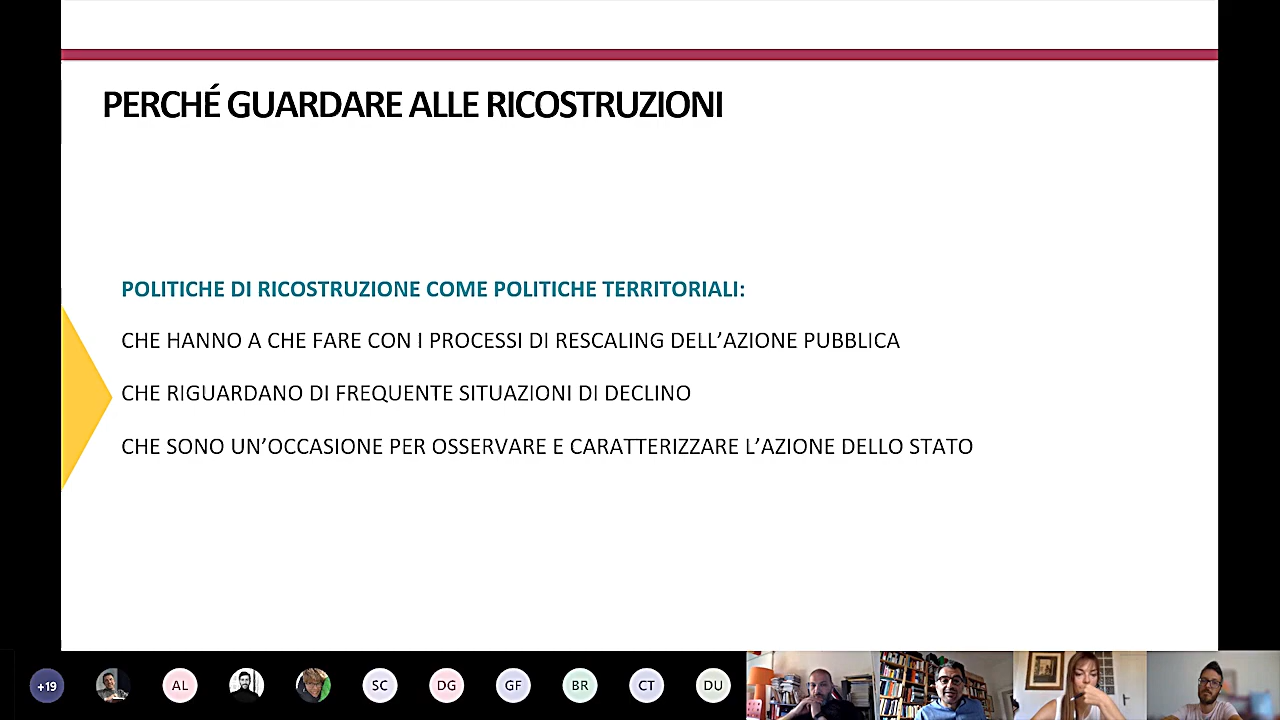 PERCHÉ GUARDARE ALLE RICOSTRUZIONI
POLITICHE DI RICOSTRUZIONE COME POLITICHE TERRITORIALI:
CHE HANNO A CHE FARE CON I PROCESSI DI RESCALING DELL’AZIONE PUBBLICA
CHE RIGUARDANO DI FREQUENTE SITUAZIONI DI DECLINO
CHE SONO UN’OCCASIONE PER OSSERVARE E CARATTERIZZARE L’AZIONE DELLO STATO
+19 AL SC DG GF BR CT DU